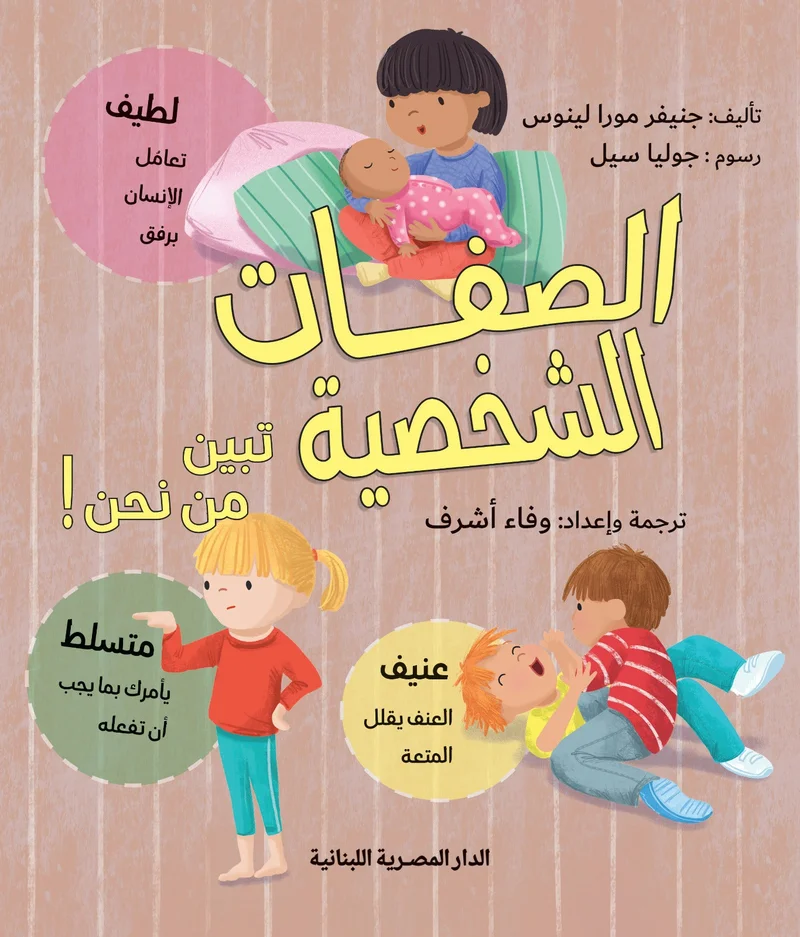 تأليف: جنيفر مورا لينوس
رسوم : جوليا سيل
لطيف
تعامُل
الإنسان
برفق
الصفات
الشخصية
تبين
من نحن!
ترجمة وإعداد: وفاء أشرف
متسلط
يأمرك بما يجب
أن تفعله
عنيف
العنف يقلل
المتعة
الدار المصرية اللبنانية